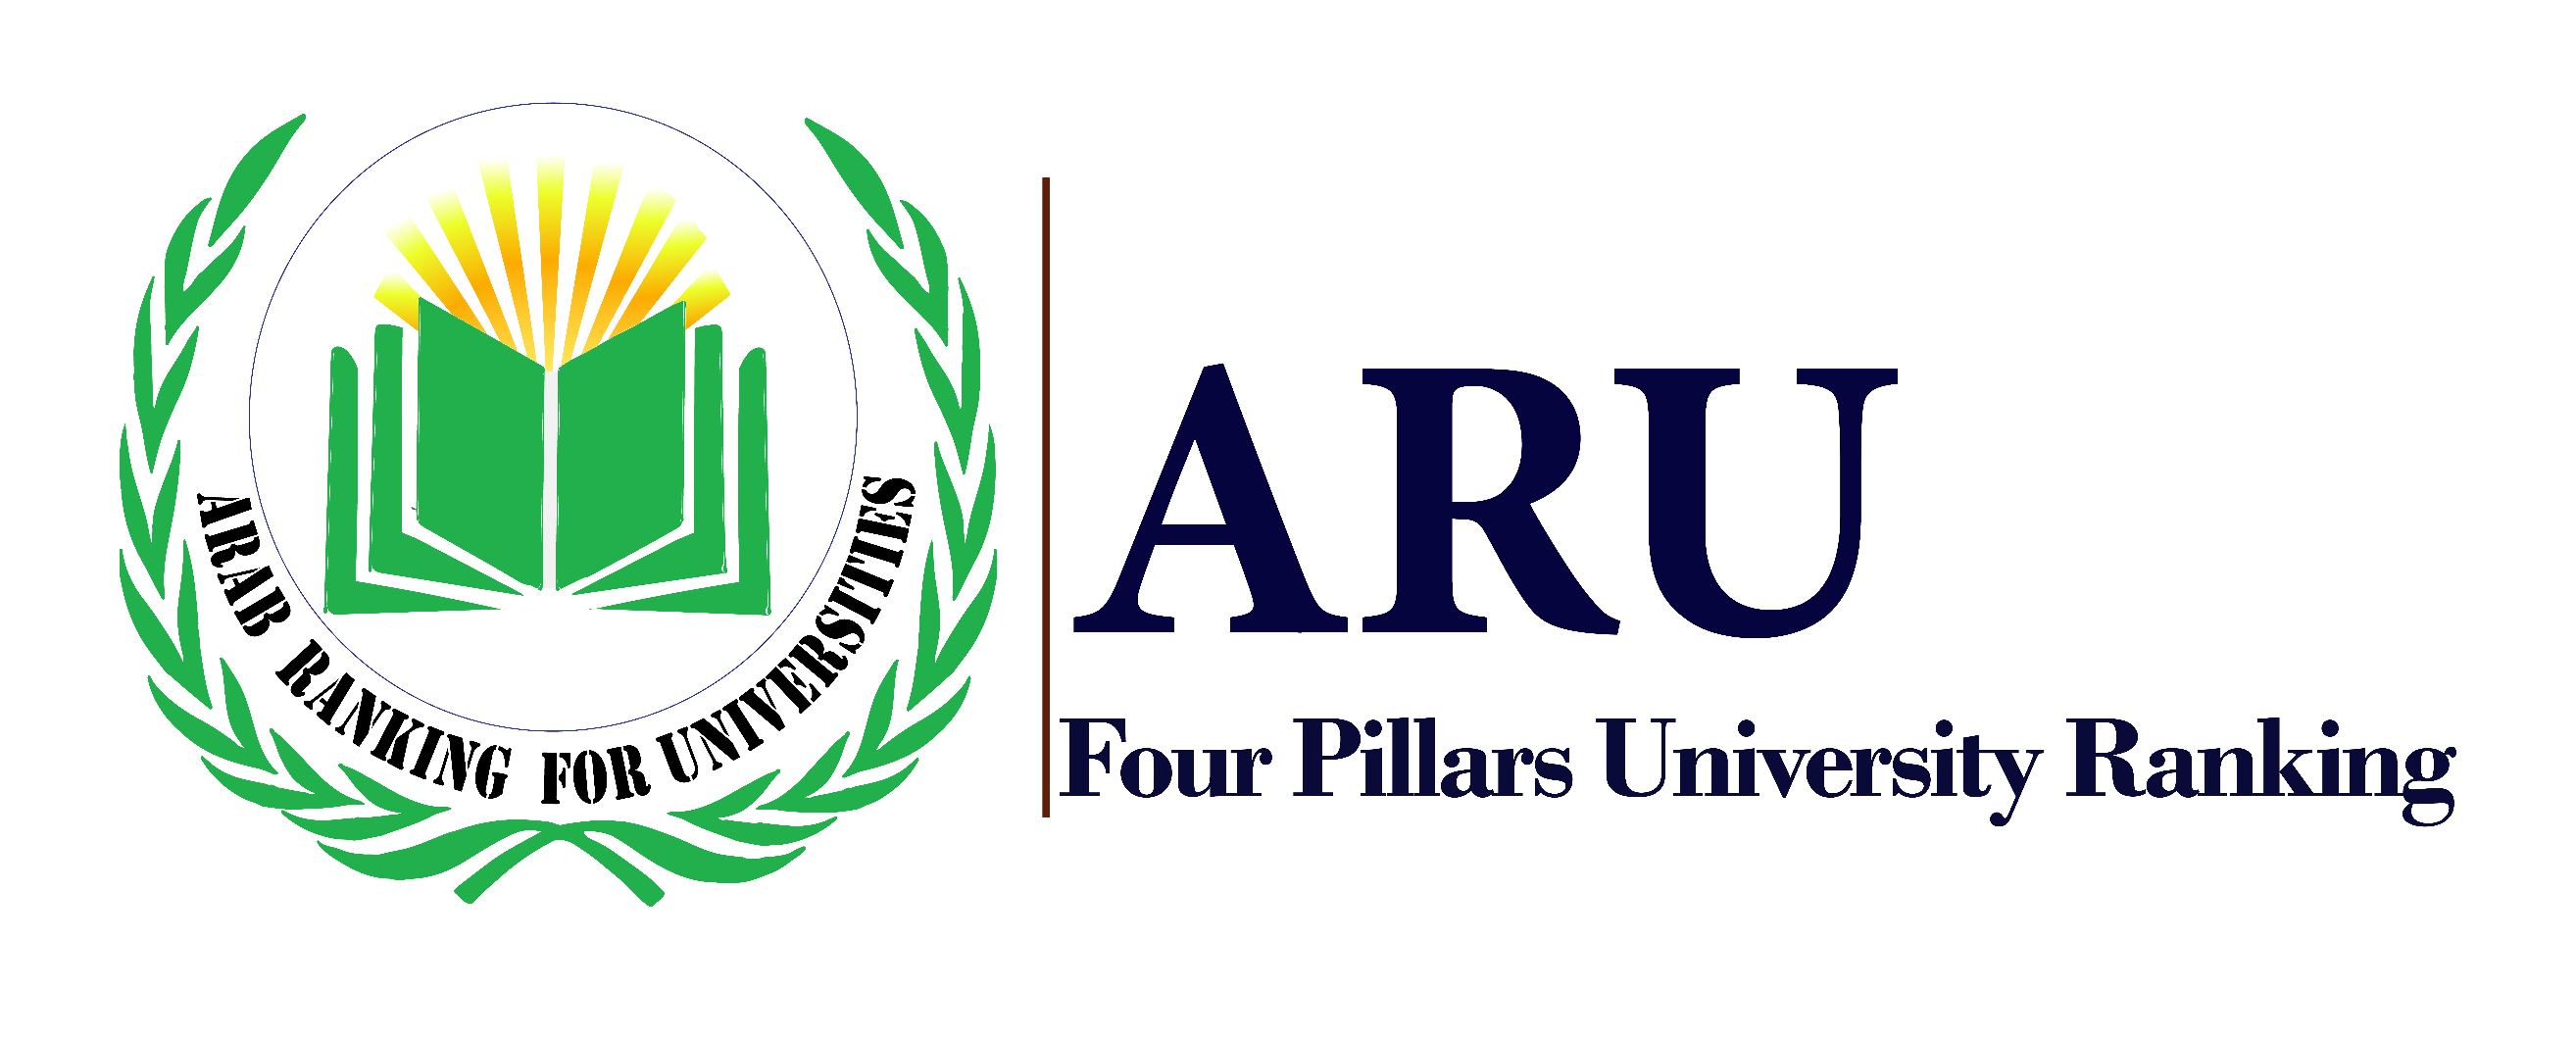 ARAB RANKING FOR UNIVERSITIES
ARU
Four Pillars University Ranking